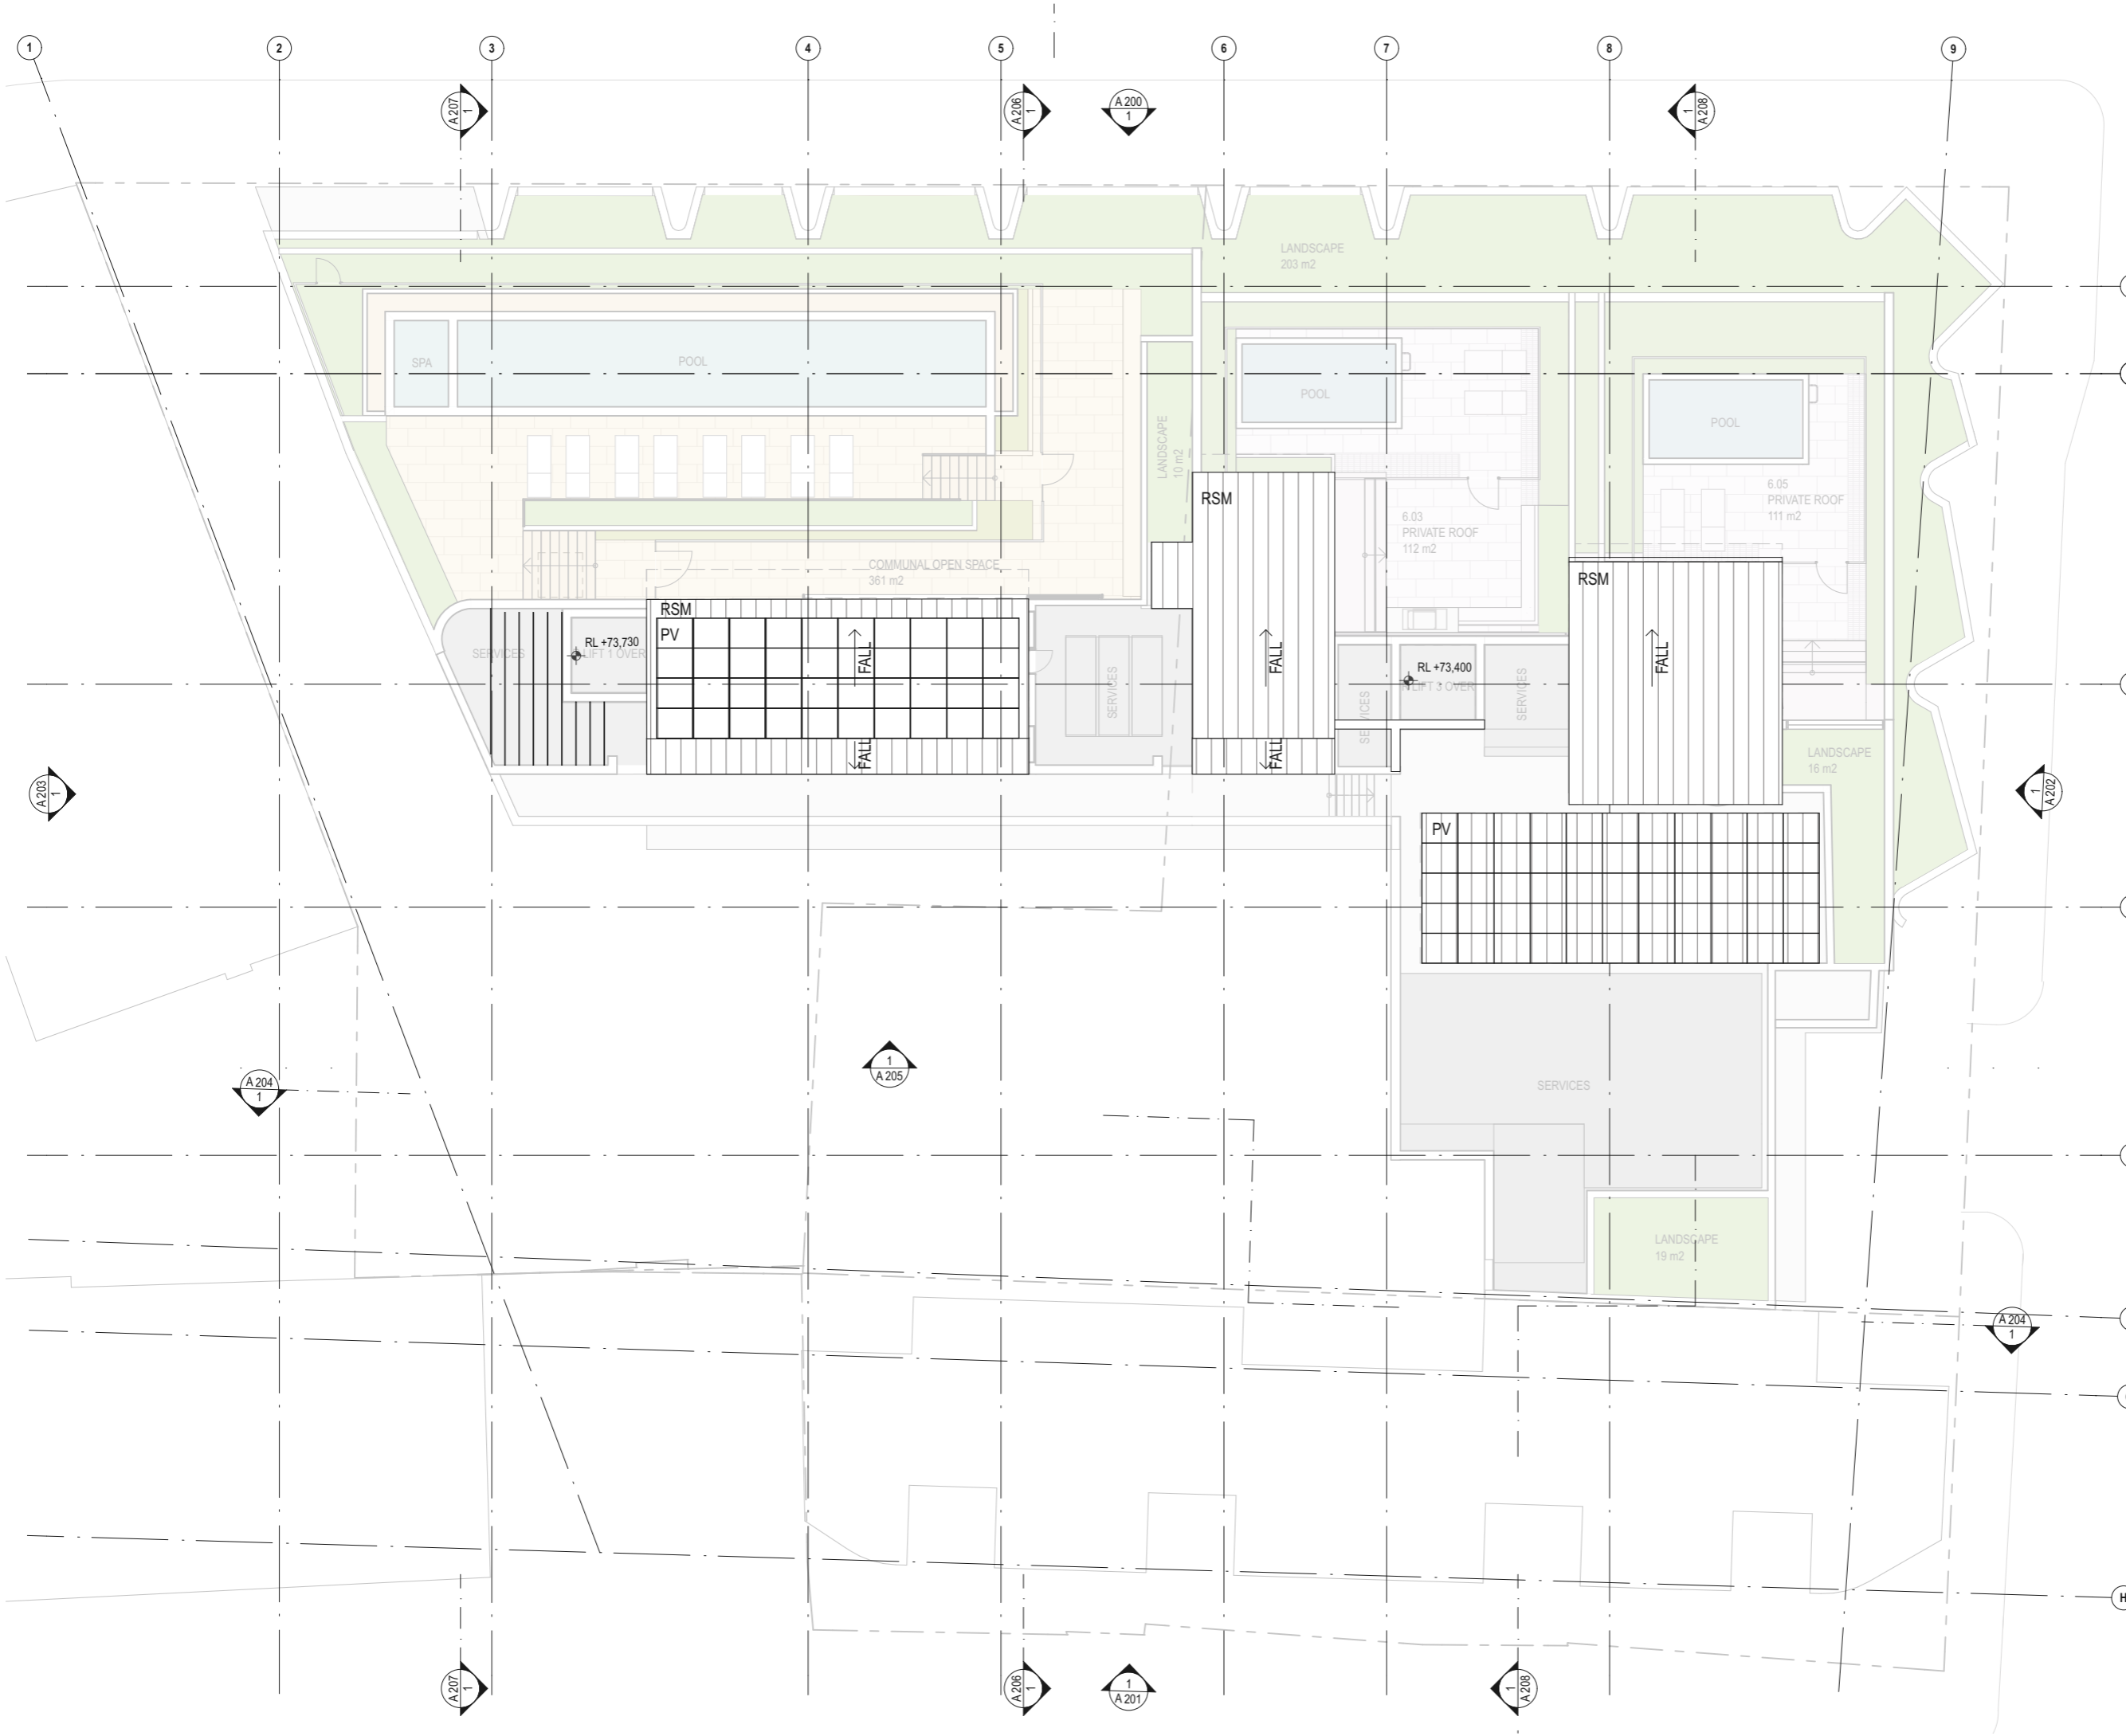 1
2
3
4
5
6
7
8
9
A 207
1
A 206
1
A 200
1
1
A 208
LANDSCAPE
203 m2
SPA
POOL
POOL
POOL
LANDSCAPE
10 m2
RSM
6.03
PRIVATE ROOF
112 m2
6.05
PRIVATE ROOF
111 m2
COMMUNAL OPEN SPACE
361 m2
RSM
RSM
PV
RL +73,730
LIFT 1 OVER
SERVICES
FALL
FALL
SERVICES
FALL
FALL
SERVICES
RL +73,400
LIFT 3 OVER
SERVICES
FALL
LANDSCAPE
16 m2
A 203
1
1
A 202
PV
1
A 205
A 204
1
SERVICES
LANDSCAPE
19 m2
A 204
1
H
A 207
1
A 206
1
1
A 201
1
A 208